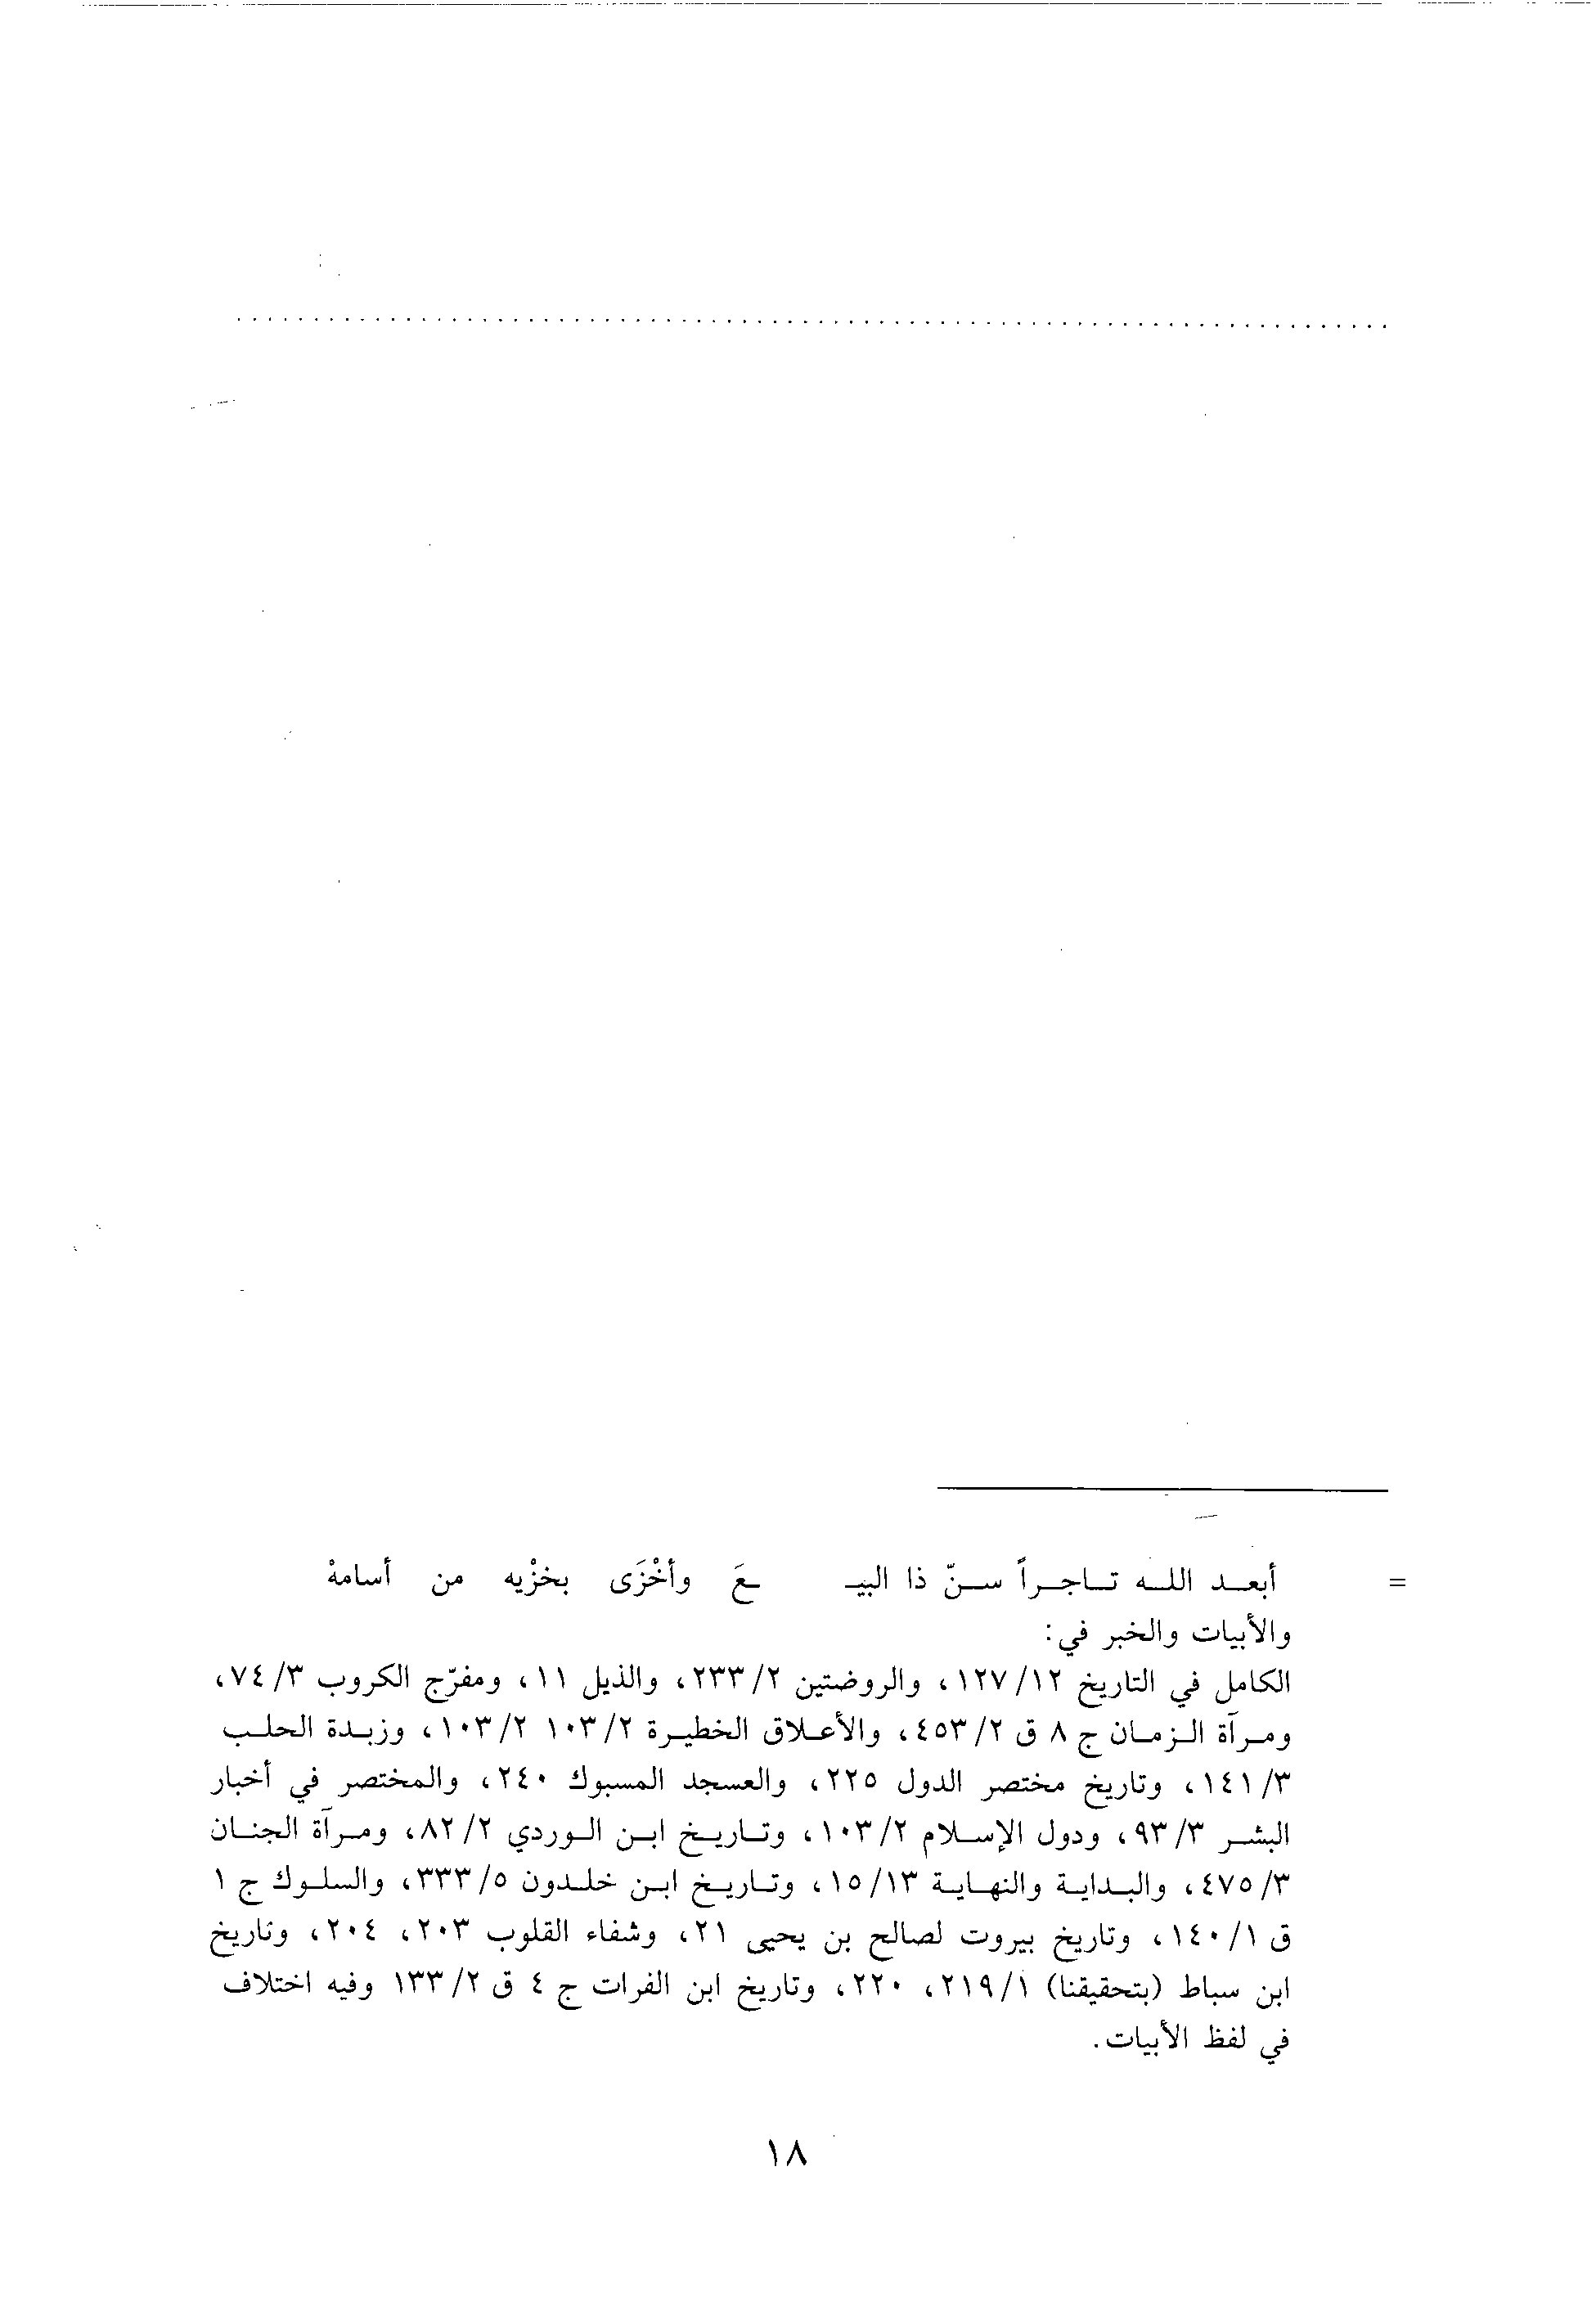 . . . . . . . . . . . . . . . . . . . . . . . . . . . . . . . . . . . . . . . . . . . . . . . . . . . . . . . . . . . . . . . . . . . . . . . . . . . .
= أبعد الله تاجراً سنّ ذا البيـ ـعَ وأخْزَى بخزْيه من أسامهْ
والأبيات والخبر في:
الكامل في التاريخ ١٢/ ١٢٧، والروضتين ٢/ ٢٣٣، والذيل ١١، ومفرّج الكروب ٣/ ٧٤،
ومرآة الزمان ج ٨ ق ٢/ ٤٥٣، والأعلاق الخطيرة ٢/ ١٠٣ ٢/ ١٠٣، وزبدة الحلب
٣/ ١٤١، وتاريخ مختصر الدول ٢٢٥، والعسجد المسبوك ٢٤٠، والمختصر في أخبار
البشر ٣/ ٩٣، ودول الإسلام ٢/ ١٠٣، وتاريخ ابن الوردي ٢/ ٨٢، ومرآة الجنان
٣/ ٤٧٥، والبداية والنهاية ١٣/ ١٥، وتاريخ ابن خلدون ٥/ ٣٣٣، والسلوك ج ١
ق ١/ ١٤٠، وتاريخ بيروت لصالح بن يحيى ٢١، وشفاء القلوب ٢٠٣، ٢٠٤، وتاريخ
ابن سباط (بتحقيقنا) ١/ ٢١٩، ٢٢٠، وتاريخ ابن الفرات ج ٤ ق ٢/ ١٣٣ وفيه اختلاف
في لفظ الأبيات.
١٨